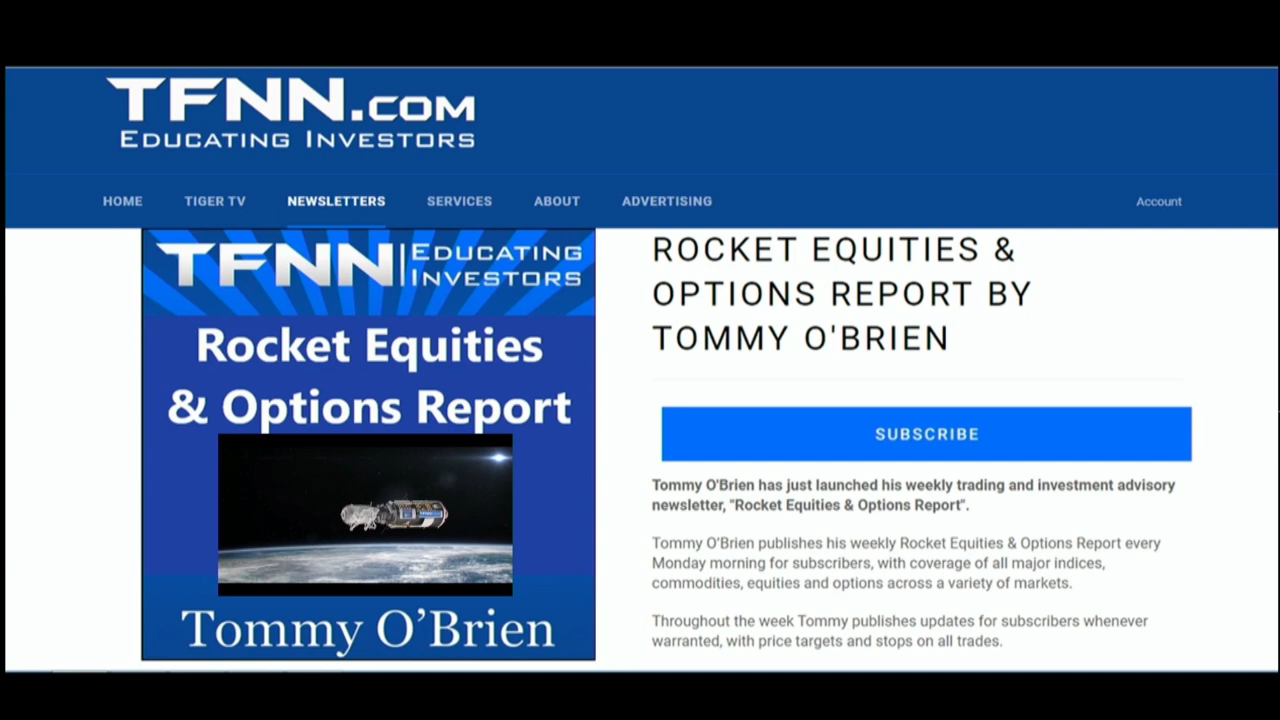 TFNN.COM
EDUCATING INVESTORS
HOME TIGER TV NEWSLETTERS SERVICES ABOUT ADVERTISING Account
TFNN EDUCATING
INVESTORS
Rocket Equities
& Options Report
Tommy O’Brien
ROCKET EQUITIES &
OPTIONS REPORT BY
TOMMY O'BRIEN
SUBSCRIBE
Tommy O'Brien has just launched his weekly trading and investment advisory
newsletter, "Rocket Equities & Options Report".
Tommy O’Brien publishes his weekly Rocket Equities & Options Report every
Monday morning for subscribers, with coverage of all major indices,
commodities, equities and options across a variety of markets.
Throughout the week Tommy publishes updates for subscribers whenever
warranted, with price targets and stops on all trades.